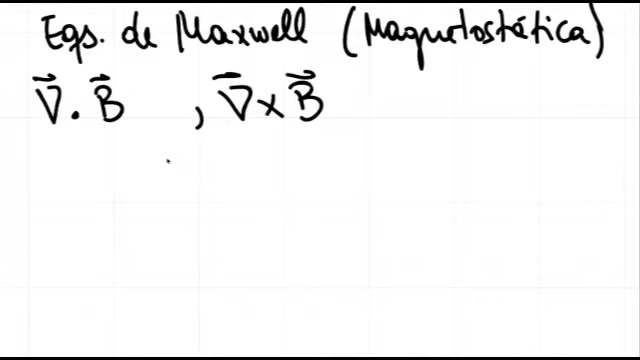 Eqs. de Maxwell (Magnetostática)
∇⃗ · B⃗ , ∇⃗ × B⃗